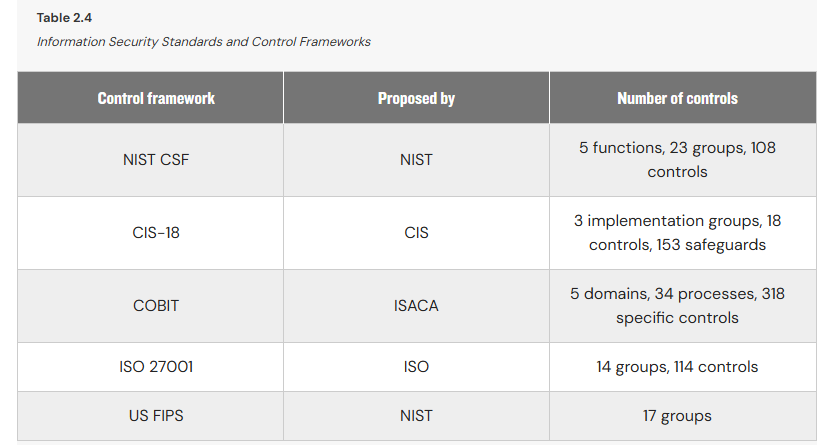 Table 2.4
Information Security Standards and Control Frameworks
Control framework
Proposed by
Number of controls
NIST CSF
NIST
5 functions, 23 groups, 108
controls
CIS-18
CIS
3 implementation groups, 18
controls, 153 safeguards
COBIT
ISACA
5 domains, 34 processes, 318
specific controls
ISO 27001
ISO
14 groups, 114 controls
US FIPS
NIST
17 groups